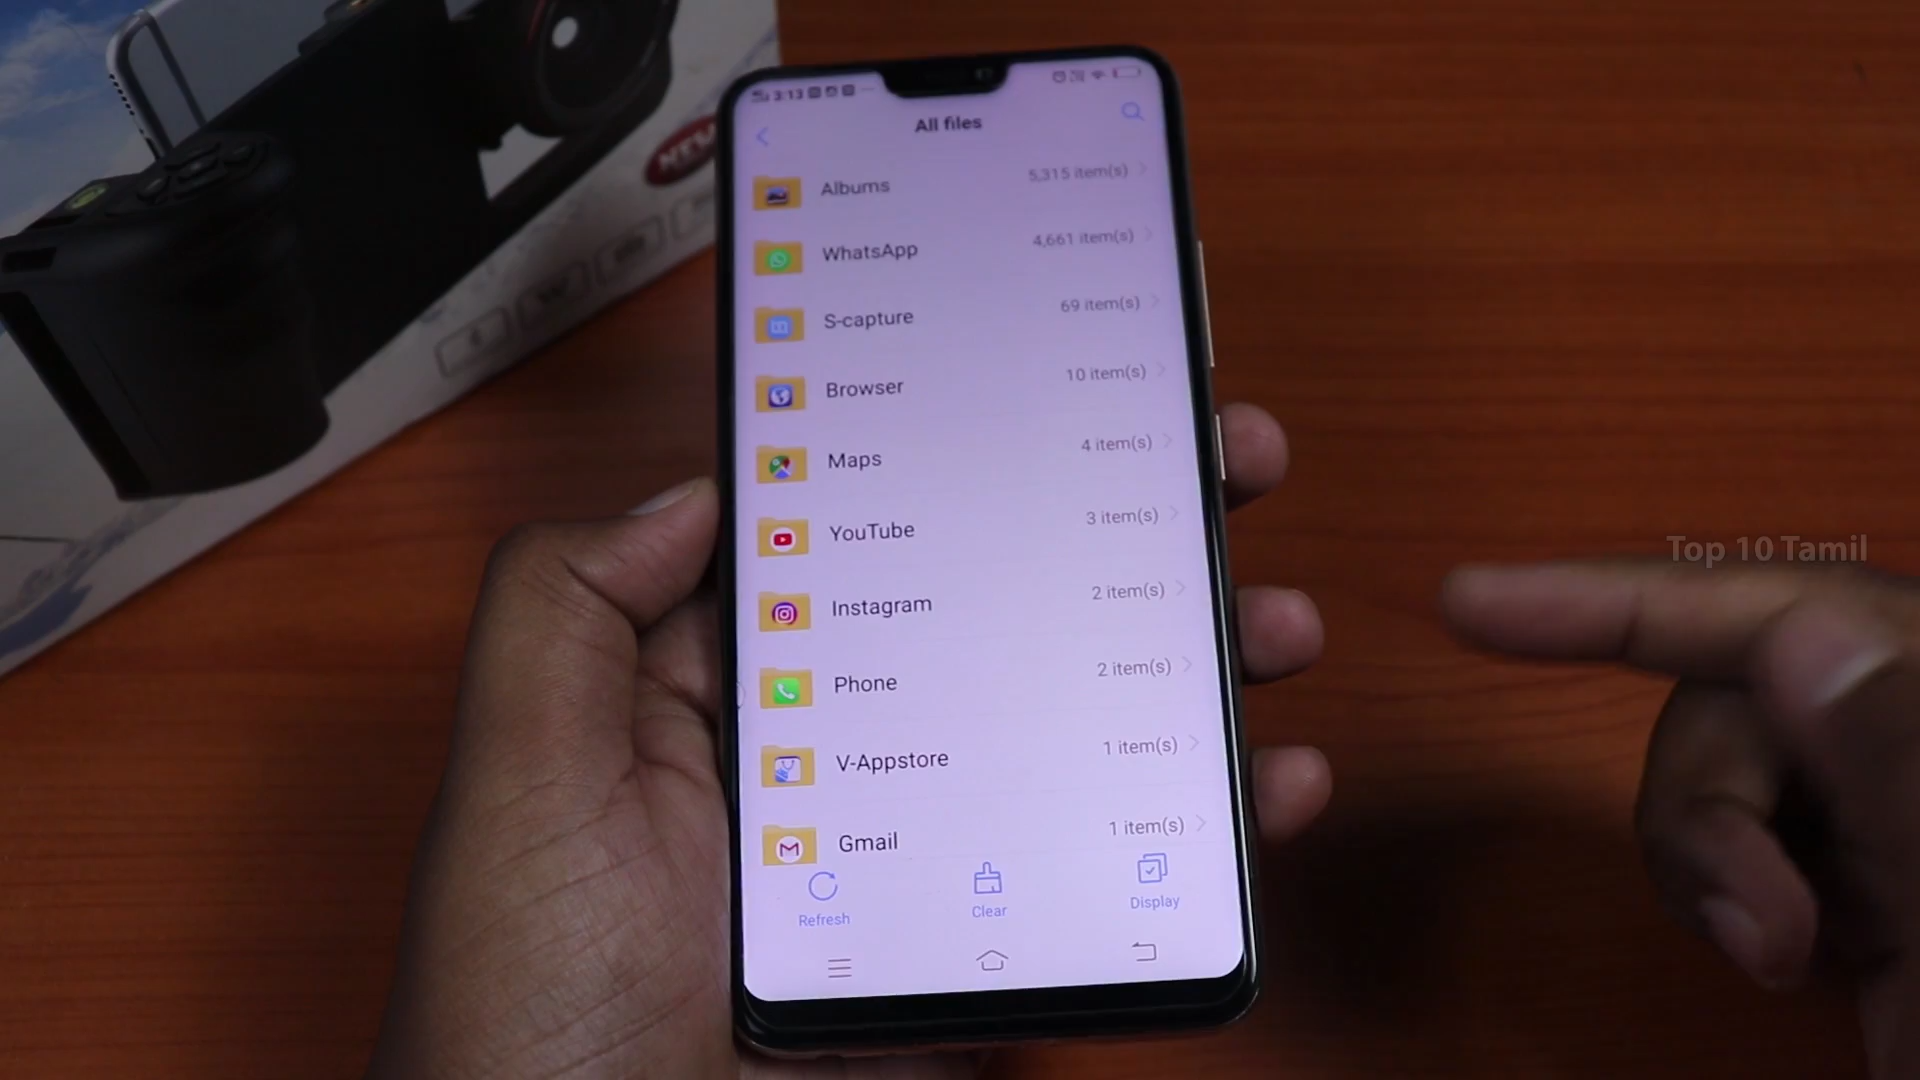 3:13
All files
Albums 5,315 item(s)
WhatsApp 4,661 item(s)
S-capture 69 item(s)
Browser 10 item(s)
Maps 4 item(s)
YouTube 3 item(s)
Instagram 2 item(s)
Phone 2 item(s)
V-Appstore 1 item(s)
Gmail 1 item(s)
Refresh Clear Display
NEW
Top 10 Tamil